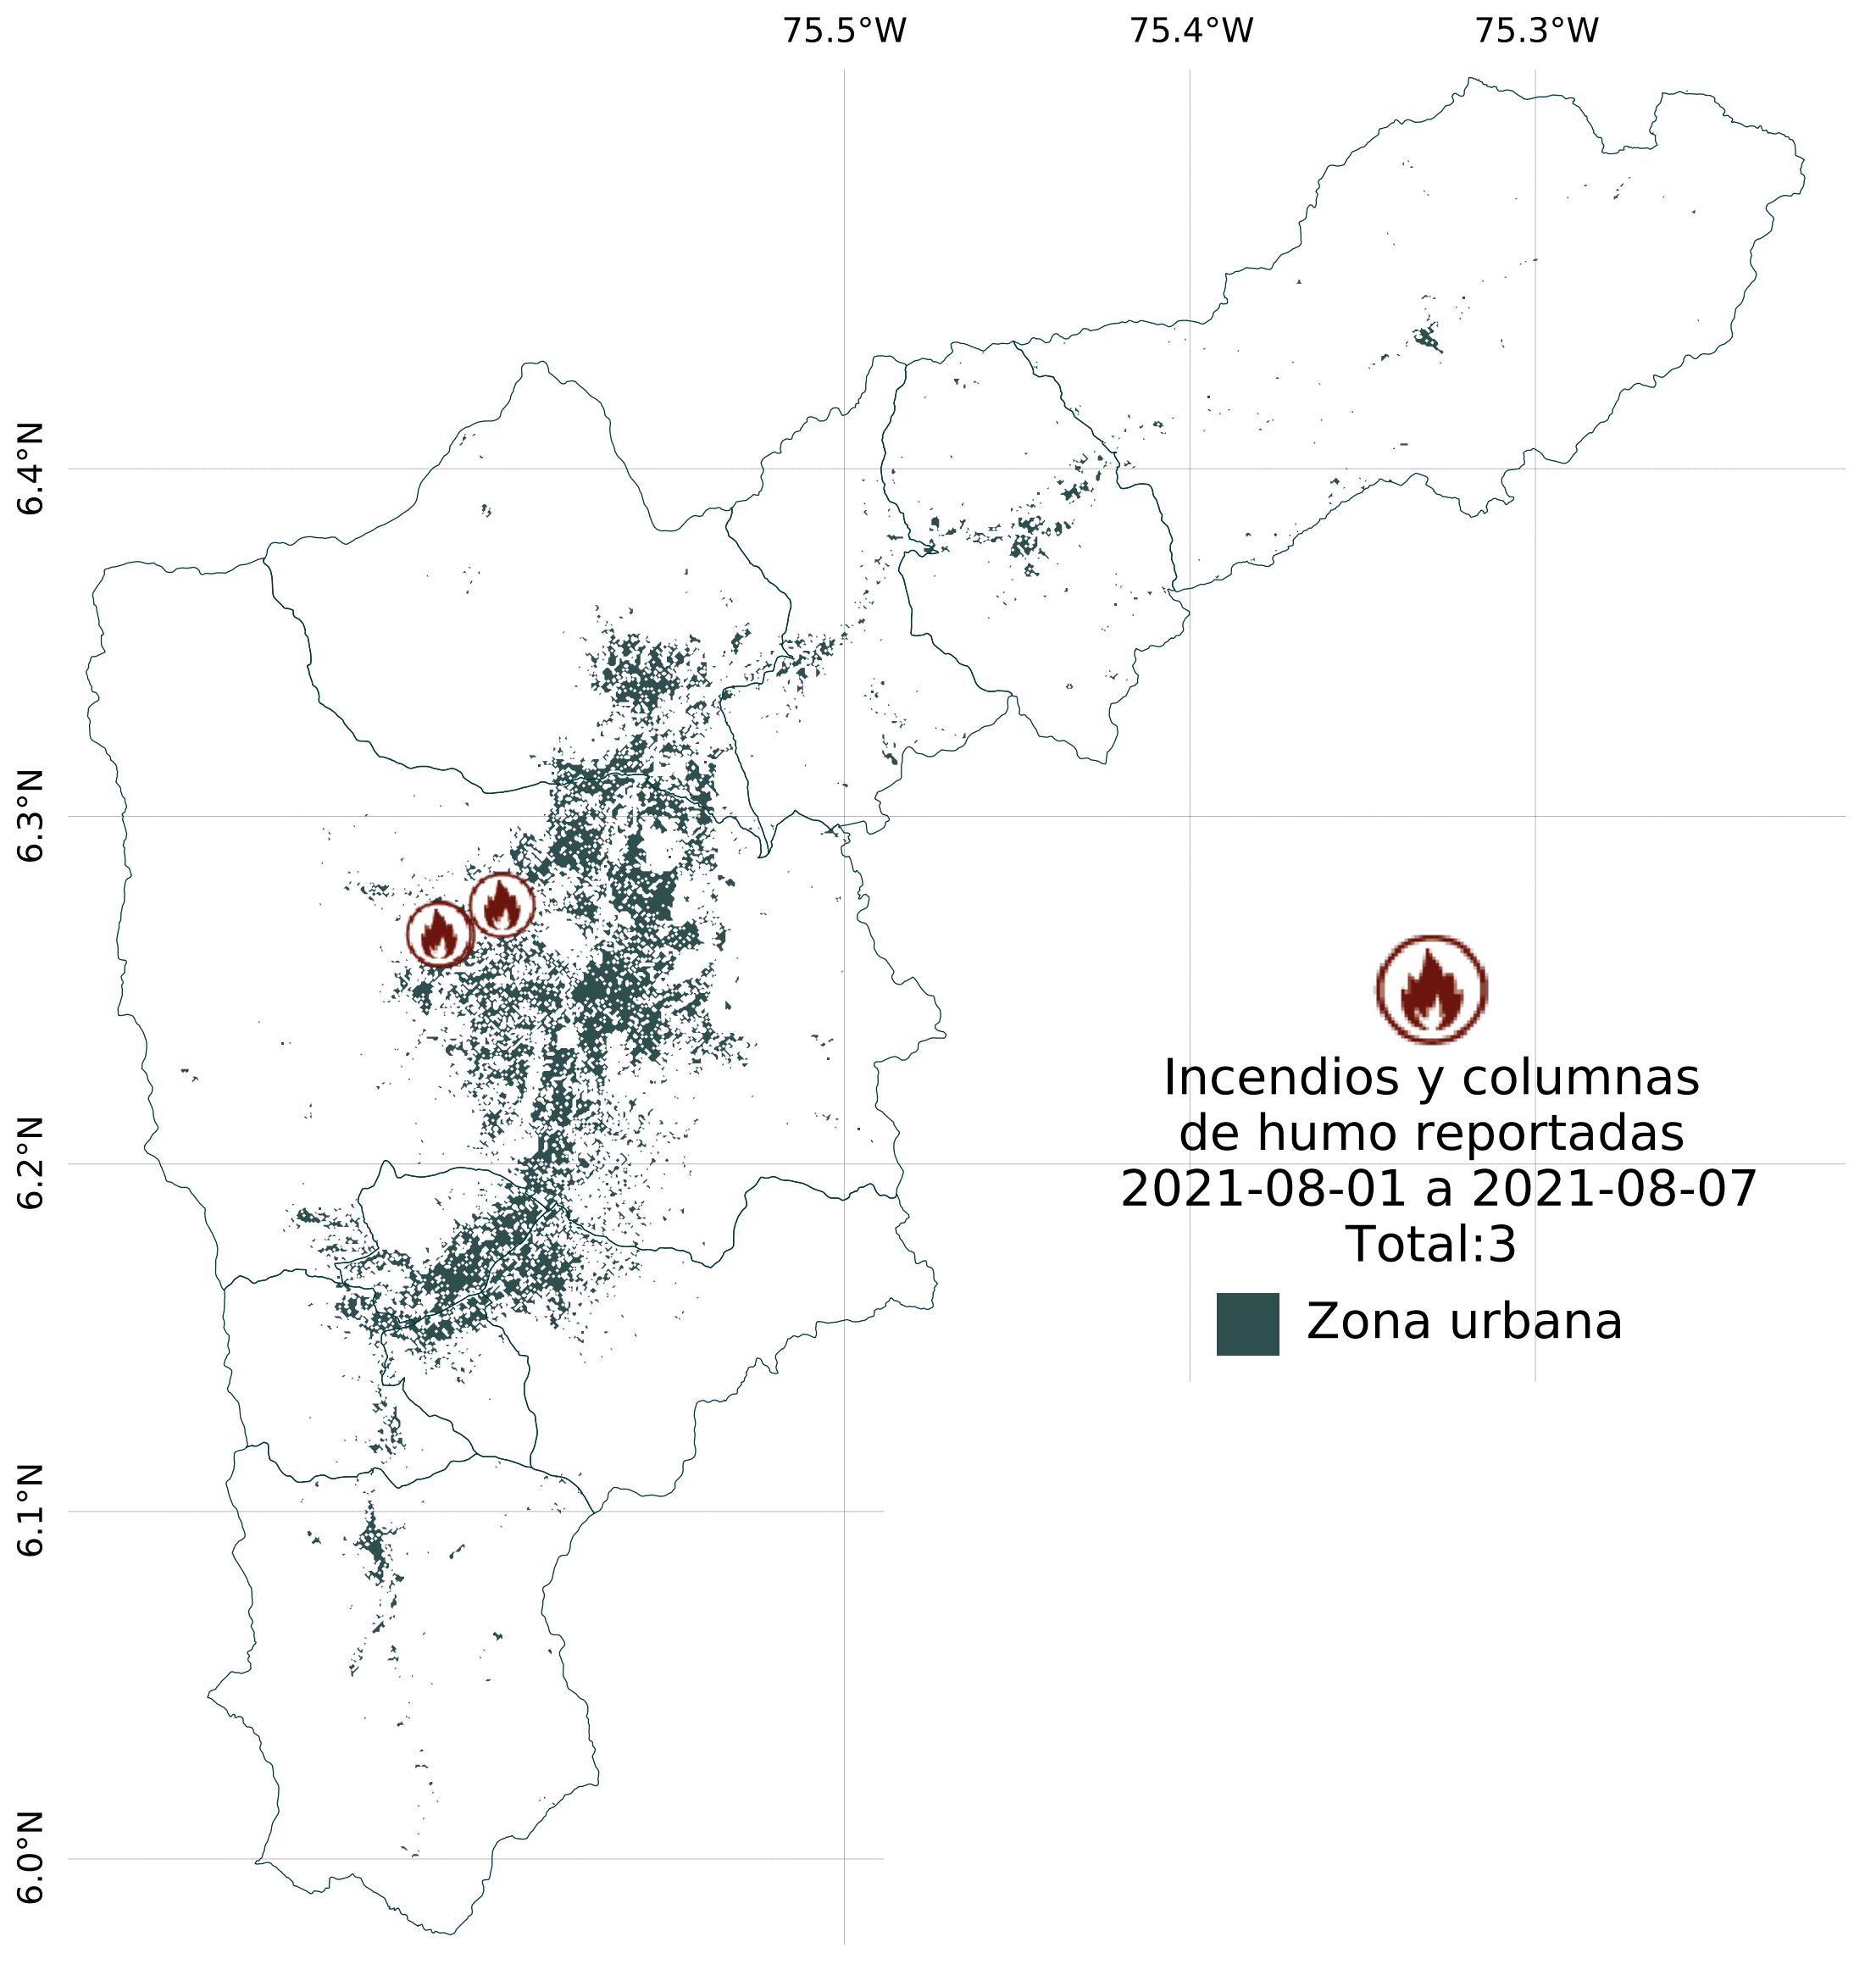 75.5°W
75.4°W
75.3°W
6.4°N
6.3°N
6.2°N
6.1°N
6.0°N
Incendios y columnas
de humo reportadas
2021-08-01 a 2021-08-07
Total:3
Zona urbana